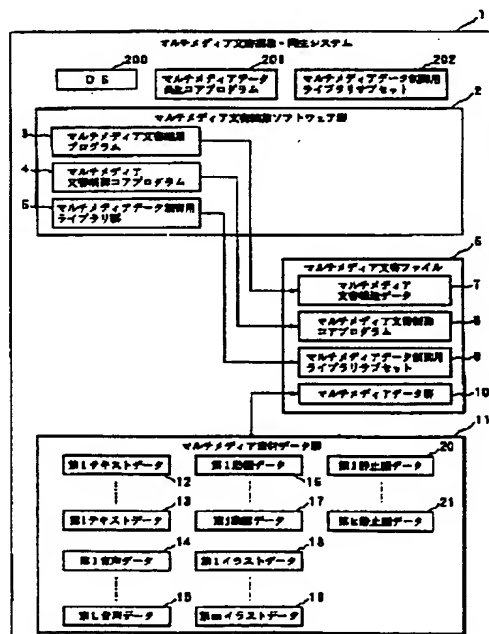 1
マルチメディア文書編集・再生システム
200
201
202
OS
マルチメディアデータ
再生コアプログラム
マルチメディアデータ制御用
ライブラリサブセット
2
マルチメディア文書編集ソフトウェア群
3
マルチメディア文書編集
プログラム
4
マルチメディア
文書制御コアプログラム
5
マルチメディアデータ制御用
ライブラリ群
6
マルチメディア文書ファイル
マルチメディア
文書構造データ
7
マルチメディア文書制御
コアプログラム
8
マルチメディアデータ制御用
ライブラリサブセット
9
マルチメディアデータ群
10
11
マルチメディア素材データ群
第1テキストデータ
12
第1動画データ
16
第1静止画データ
20
第iテキストデータ
13
第j動画データ
17
第k静止画データ
21
第1音声データ
14
第1イラストデータ
18
第L音声データ
15
第mイラストデータ
19